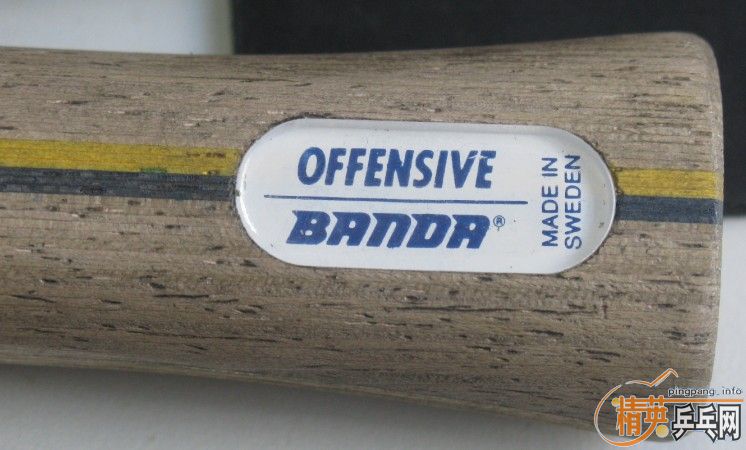 OFFENSIVE
BANDA®
MADE IN
SWEDEN
pingpang.info
精英乒乓网